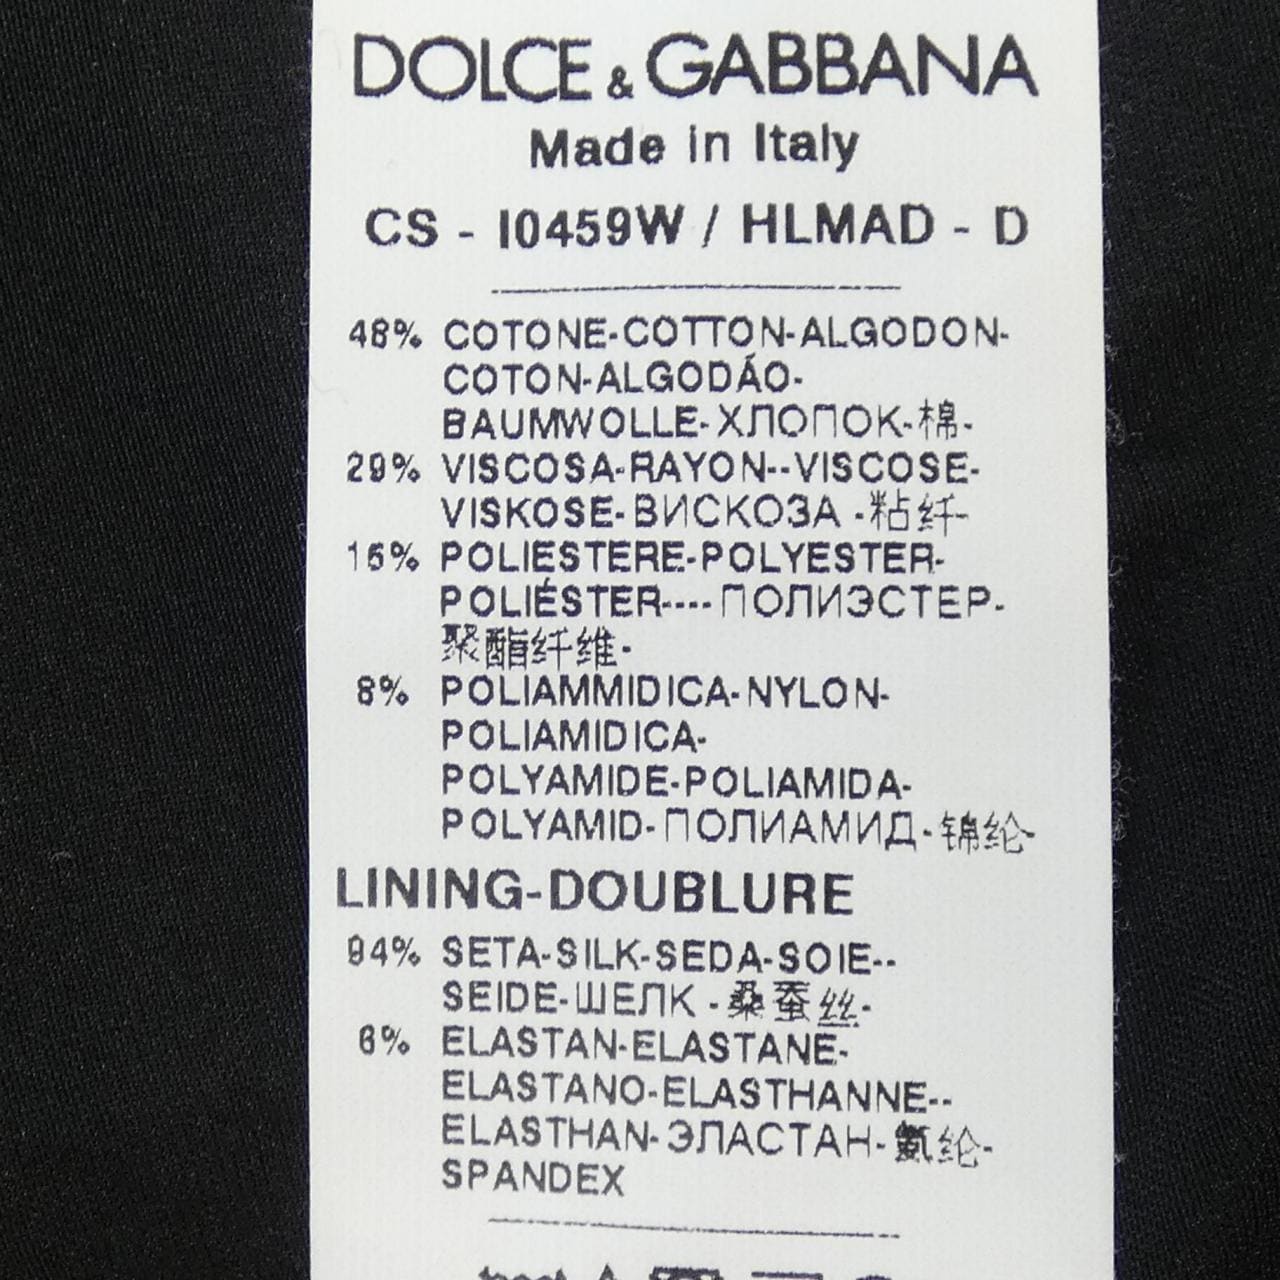 DOLCE & GABBANA
Made in Italy
CS - I0459W / HLMAD - D
48% COTONE-COTTON-ALGODON-
COTON-ALGODÁO-
BAUMWOLLE-ХЛОПОК-棉-
29% VISCOSA-RAYON--VISCOSE-
VISKOSE-ВИСКОЗА -粘纤-
15% POLIESTERE-POLYESTER-
POLIÉSTER----ПОЛИЭСТЕР-
聚酯纤维-
8% POLIAMMIDICA-NYLON-
POLIAMIDICA-
POLYAMIDE-POLIAMIDA-
POLYAMID-ПОЛИАМИД-锦纶-
LINING-DOUBLURE
94% SETA-SILK-SEDA-SOIE--
SEIDE-ШЕЛК -桑蚕丝-
6% ELASTAN-ELASTANE-
ELASTANO-ELASTHANNE--
ELASTHAN-ЭЛАСТАН-氨纶-
SPANDEX